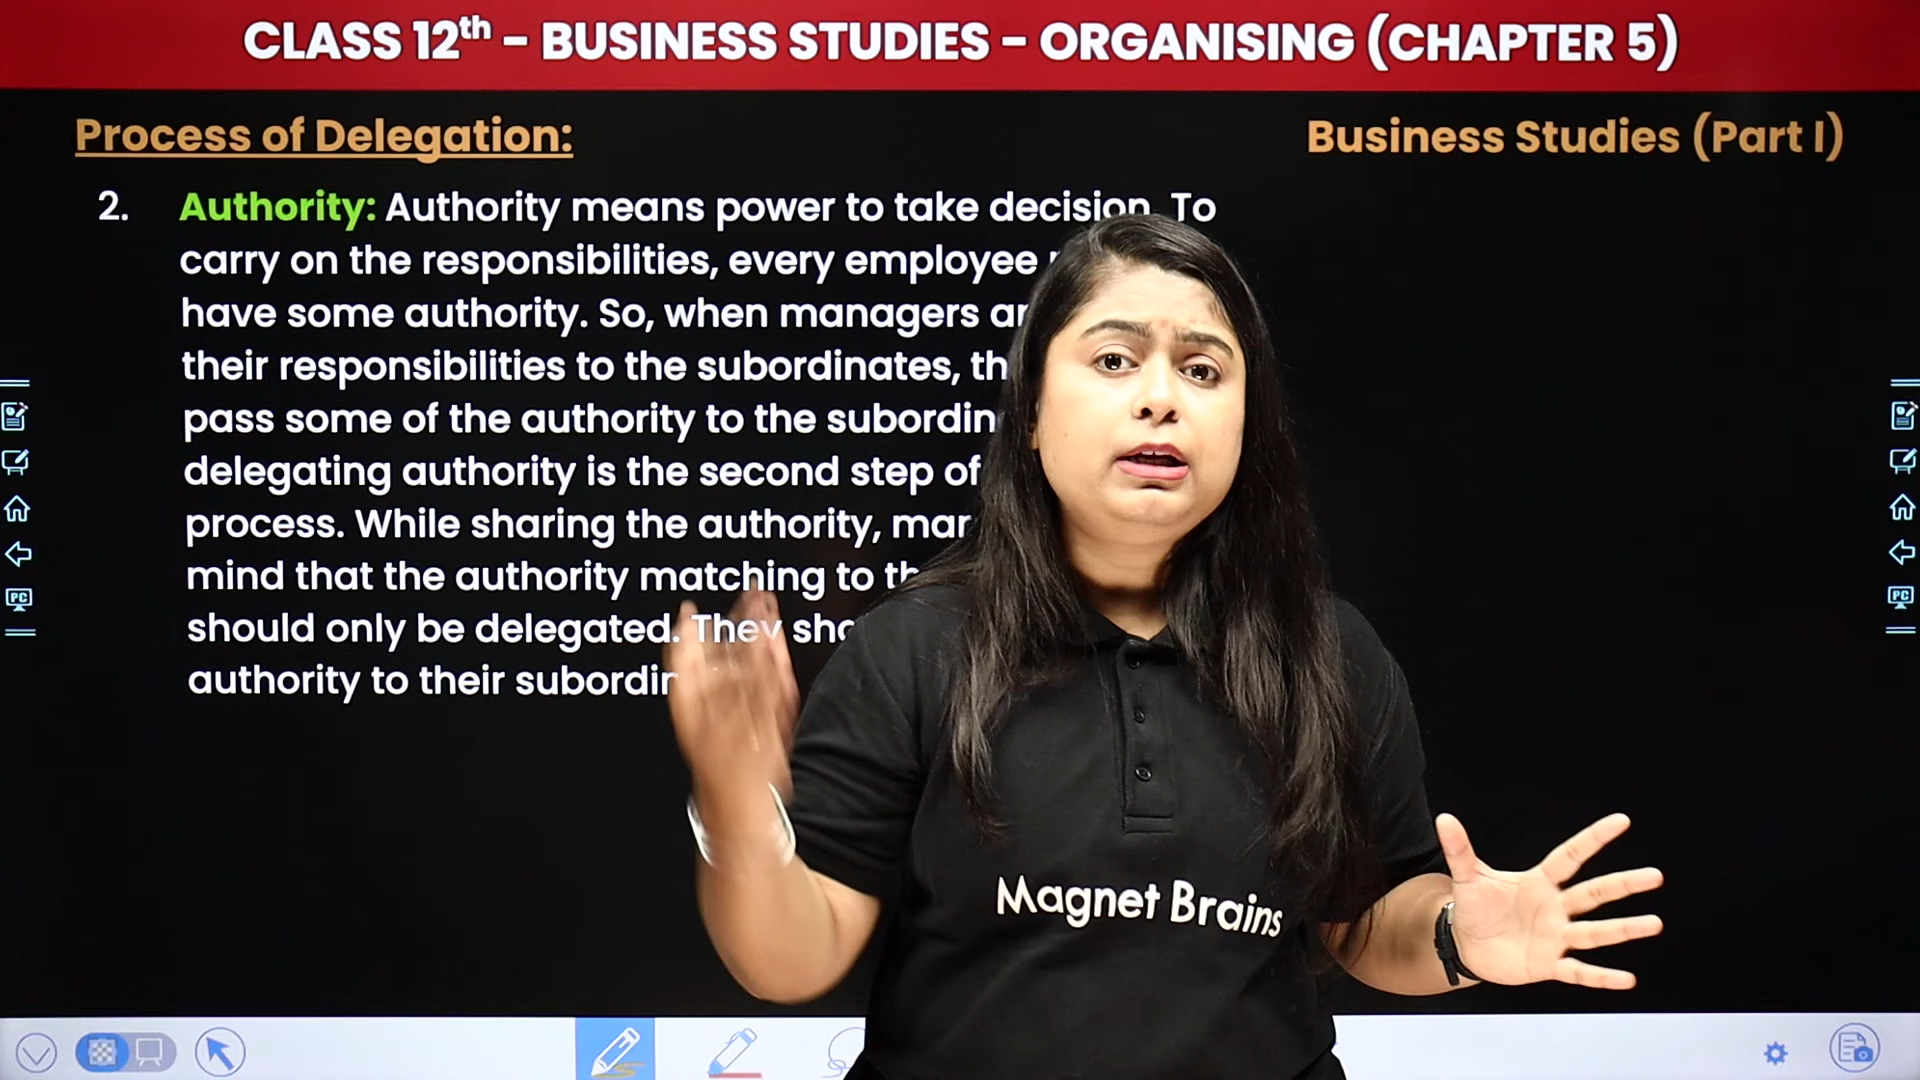 CLASS 12th - BUSINESS STUDIES - ORGANISING (CHAPTER 5)
Process of Delegation:
Business Studies (Part I)
2. Authority: Authority means power to take decision. To
carry on the responsibilities, every employee
have some authority. So, when managers
their responsibilities to the subordinates,
pass some of the authority to the
delegating authority is the second step of
process. While sharing the authority,
mind that the authority matching to
should only be delegated. They
authority to their
Magnet Brains
PC
PC